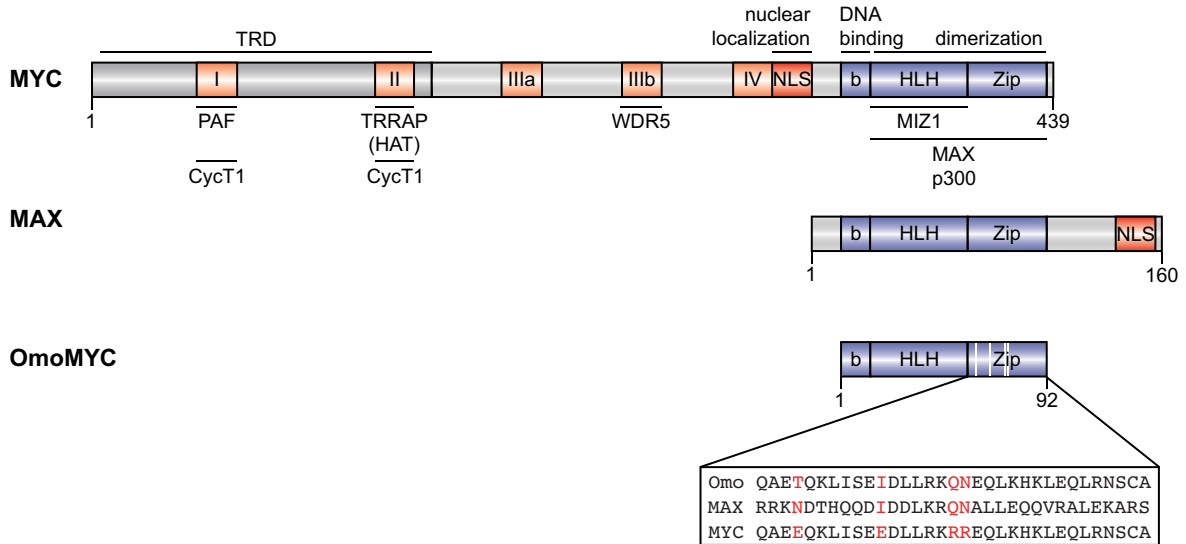 nuclear
localization
DNA
binding
dimerization
TRD
MYC
I
II
IIIa
IIIb
IV
NLS
b
HLH
Zip
1
PAF
TRRAP
(HAT)
WDR5
MIZ1
439
CycT1
CycT1
MAX
p300
MAX
b
HLH
Zip
NLS
1
160
OmoMYC
b
HLH
Zip
1
92
Omo QAETQKLISEIDLLRKQNEQLKHKLEQLRNSCA
MAX RRKNDTHQQDIDDLKRQNALLEQQVRALEKARS
MYC QAEEQKLISEEDLLRKRREQLKHKLEQLRNSCA